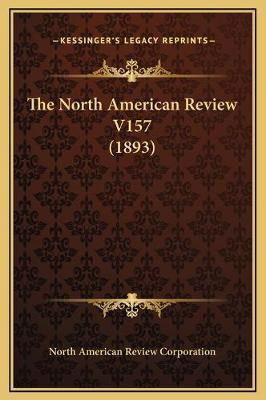 ~KESSINGER'S LEGACY REPRINTS~
The North American Review
V157
(1893)
North American Review Corporation